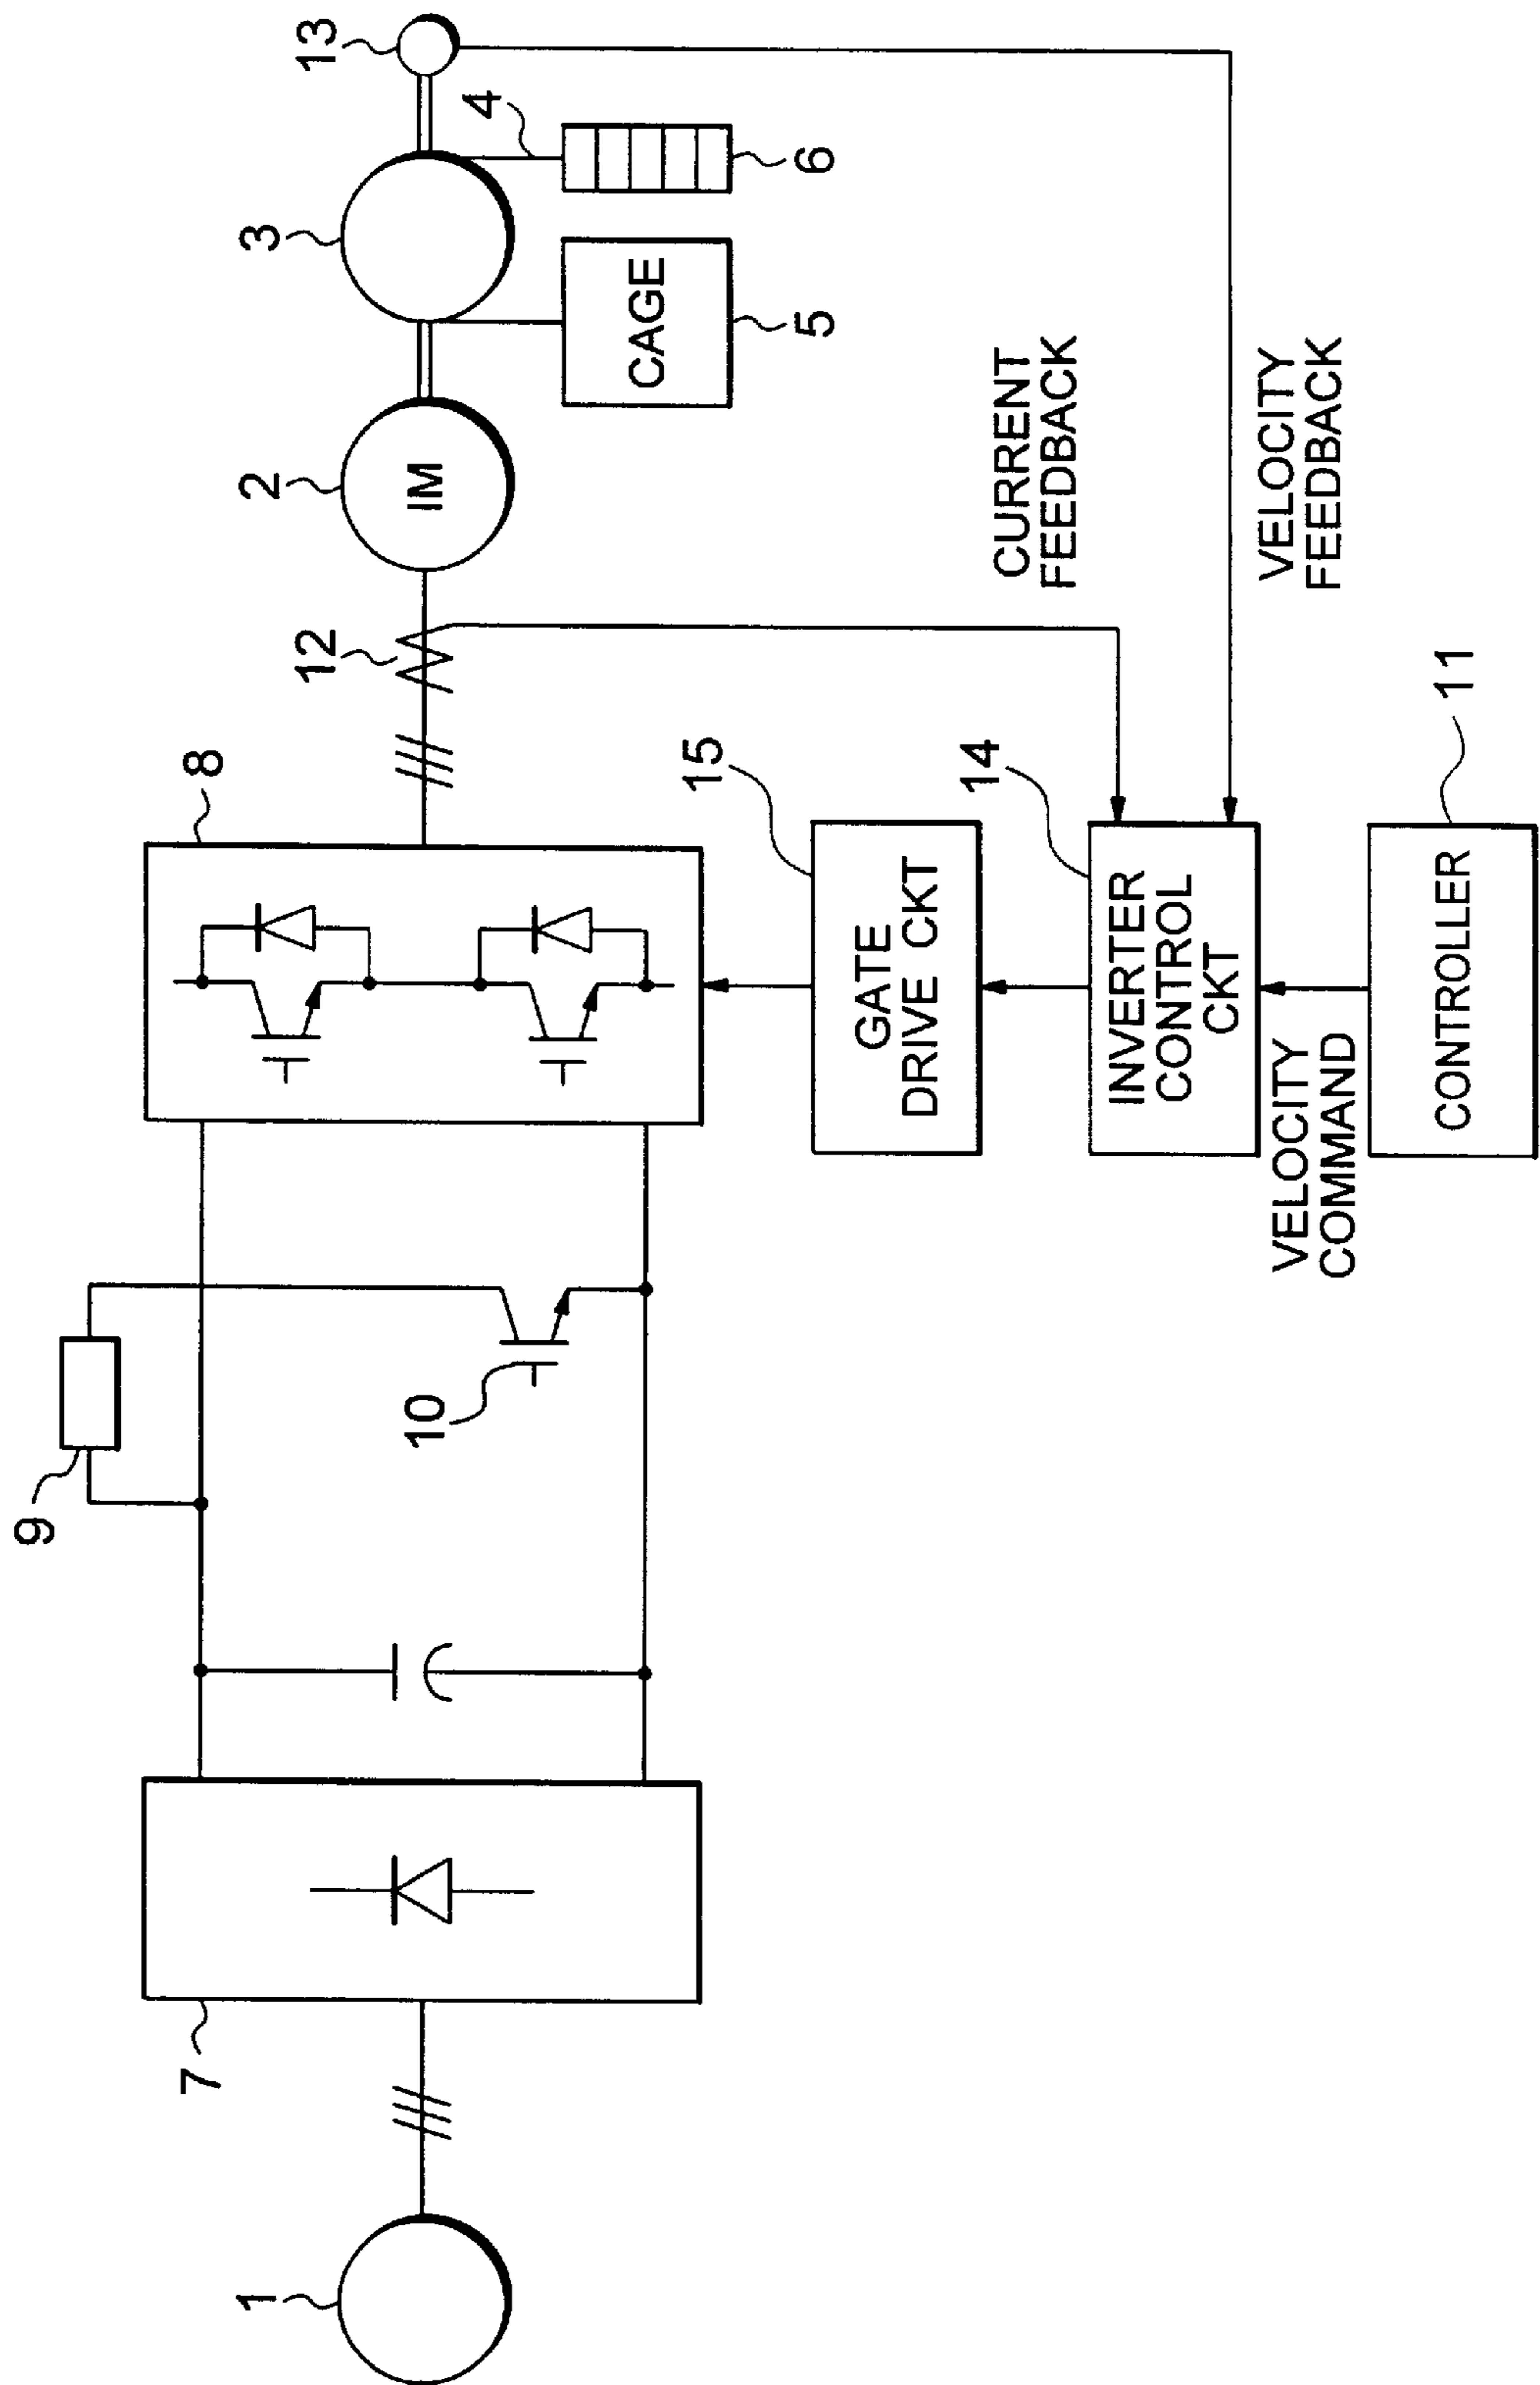 13
3
4
2
IM
CAGE
6
5
12
8
CURRENT
FEEDBACK
VELOCITY
FEEDBACK
15
14
11
GATE
DRIVE CKT
INVERTER
CONTROL
CKT
CONTROLLER
VELOCITY
COMMAND
9
10
7
1